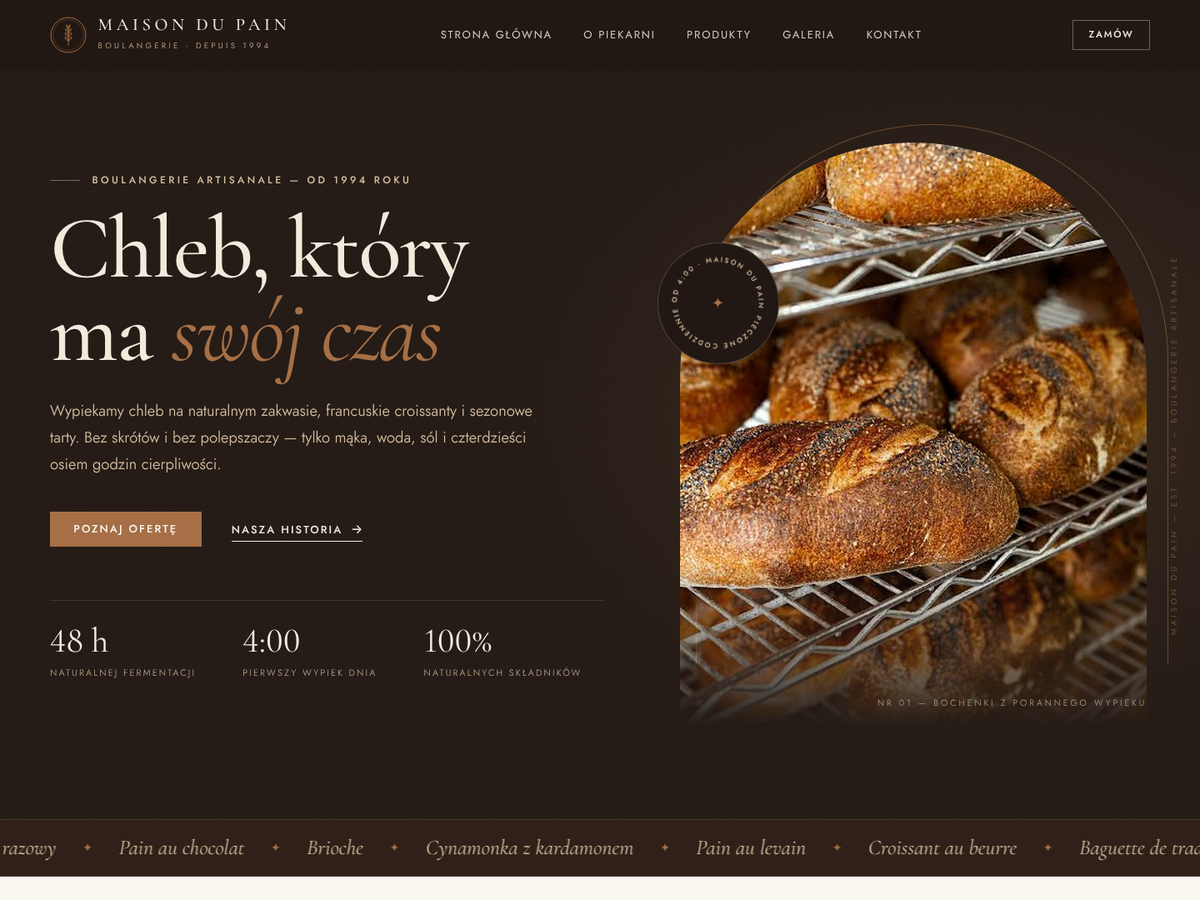 MAISON DU PAIN
BOULANGERIE · DEPUIS 1994
STRONA GŁÓWNA
O PIEKARNI
PRODUKTY
GALERIA
KONTAKT
ZAMÓW
BOULANGERIE ARTISANALE — OD 1994 ROKU
Chleb, który
ma swój czas
Wypiekamy chleb na naturalnym zakwasie, francuskie croissanty i sezonowe
tarty. Bez skrótów i bez polepszaczy — tylko mąka, woda, sól i czterdzieści
osiem godzin cierpliwości.
POZNAJ OFERTĘ
NASZA HISTORIA →
48 h
NATURALNEJ FERMENTACJI
4:00
PIERWSZY WYPIEK DNIA
100%
NATURALNYCH SKŁADNIKÓW
MAISON DU PAIN · PIECZONE CODZIENNIE OD 4:00 ·
MAISON DU PAIN — EST. 1994 — BOULANGERIE ARTISANALE
NR 01 — BOCHENKI Z PORANNEGO WYPIEKU
razowy ✦ Pain au chocolat ✦ Brioche ✦ Cynamonka z kardamonem ✦ Pain au levain ✦ Croissant au beurre ✦ Baguette de trad